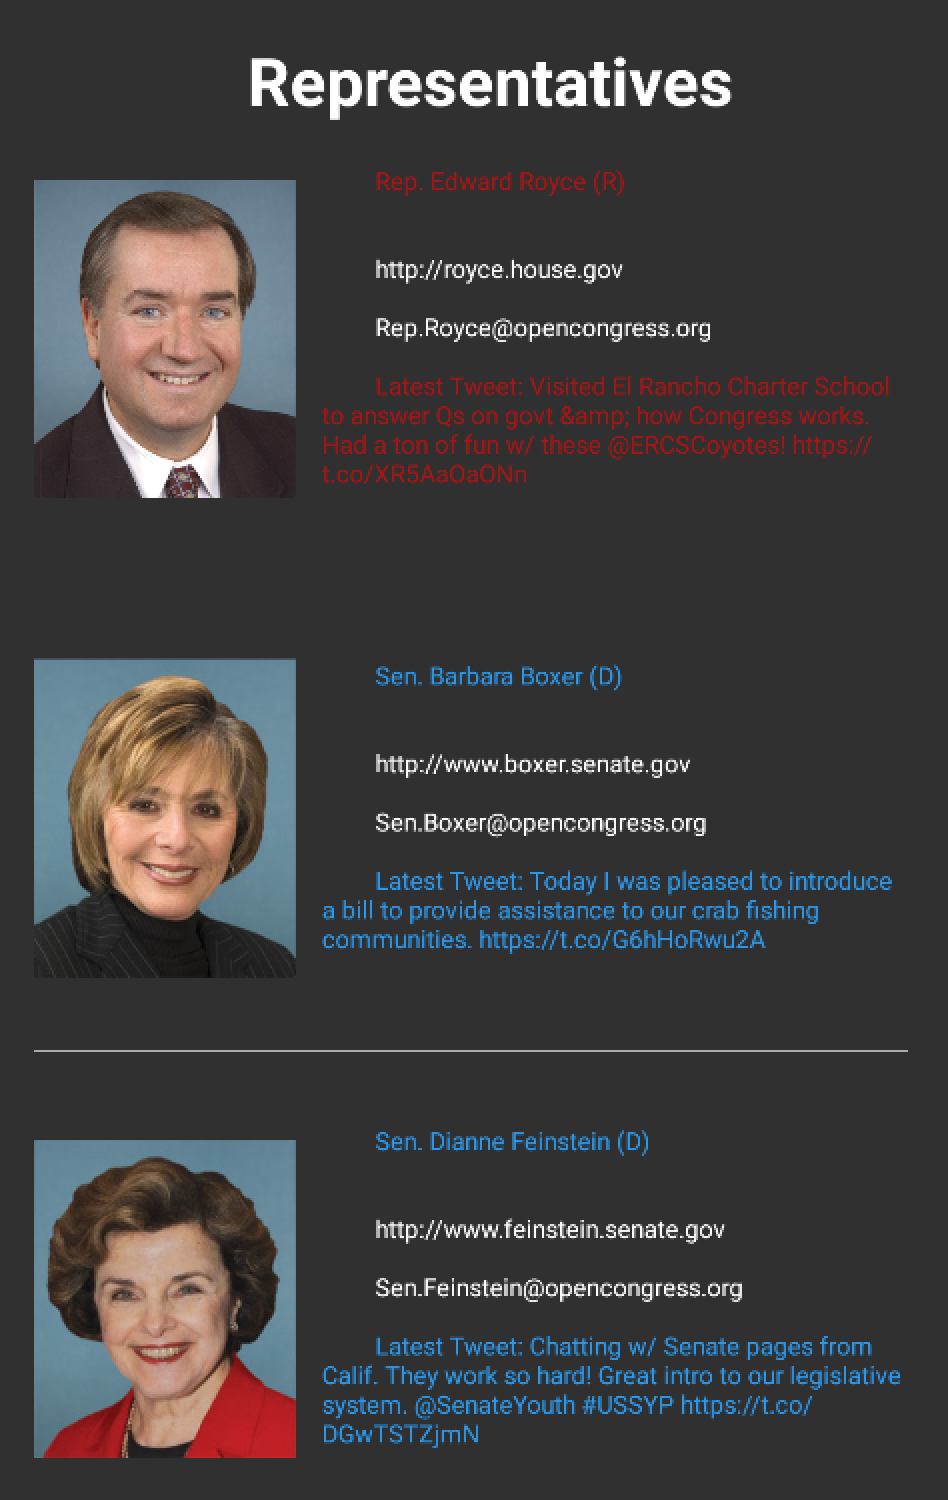 Representatives
Rep. Edward Royce (R)
http://royce.house.gov
Rep.Royce@opencongress.org
Latest Tweet: Visited El Rancho Charter School
to answer Qs on govt &amp; how Congress works.
Had a ton of fun w/ these @ERCSCoyotes! https://
t.co/XR5AaOaONn
Sen. Barbara Boxer (D)
http://www.boxer.senate.gov
Sen.Boxer@opencongress.org
Latest Tweet: Today I was pleased to introduce
a bill to provide assistance to our crab fishing
communities. https://t.co/G6hHoRwu2A
Sen. Dianne Feinstein (D)
http://www.feinstein.senate.gov
Sen.Feinstein@opencongress.org
Latest Tweet: Chatting w/ Senate pages from
Calif. They work so hard! Great intro to our legislative
system. @SenateYouth #USSYP https://t.co/
DGwTSTZjmN